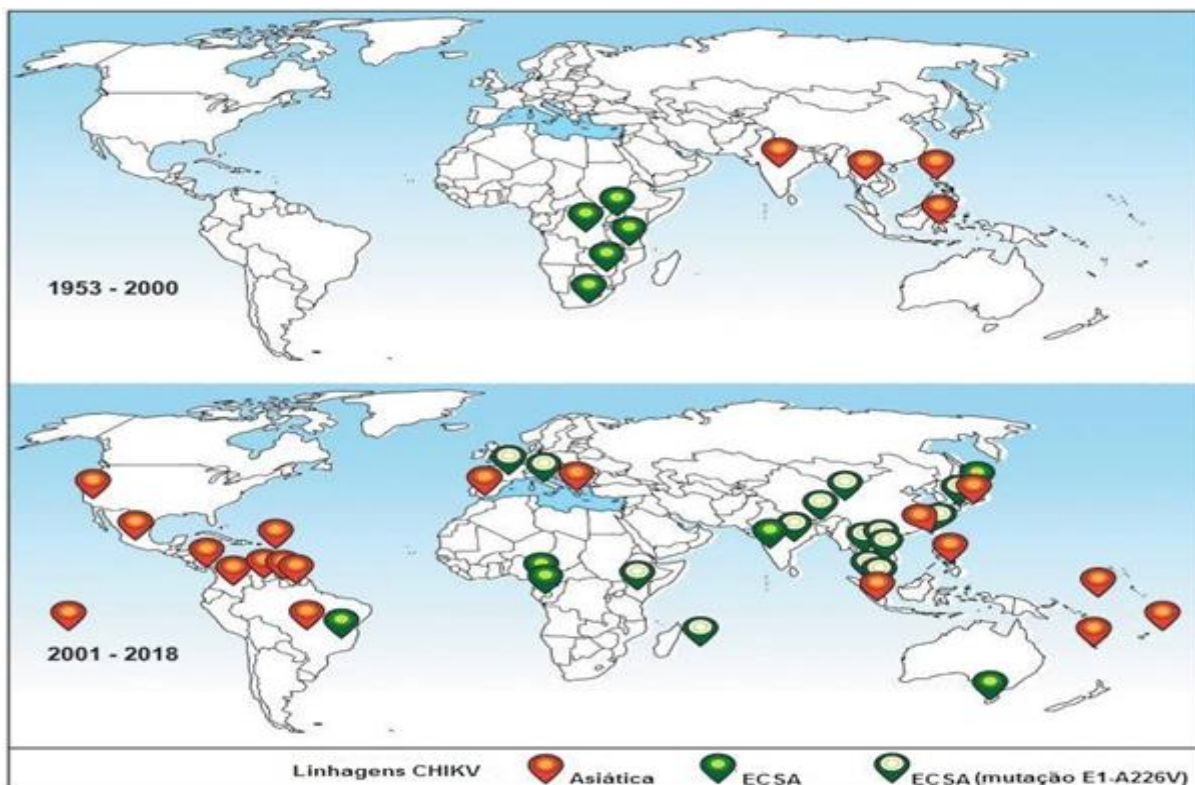 1953 - 2000
2001 - 2018
Linhagens CHIKV Asiática ECSA ECSA (mutação E1-A226V)